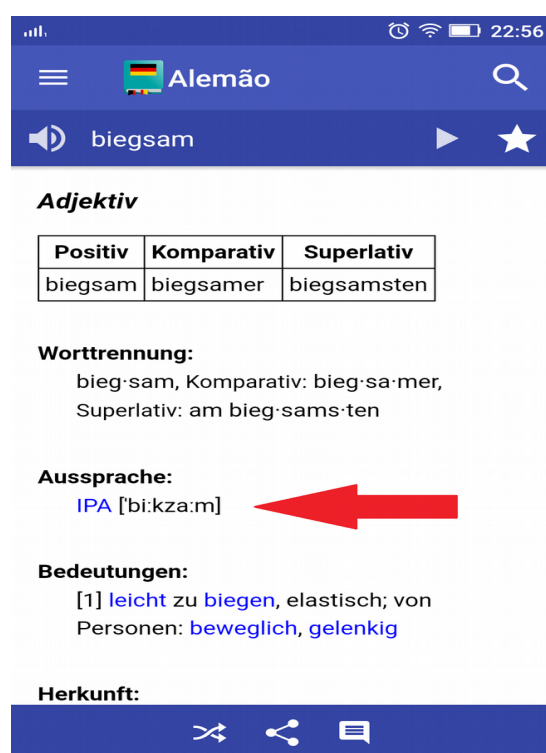 22:56
Alemão
biegsam
Adjektiv
Positiv Komparativ Superlativ
biegsam biegsamer biegsamsten
Worttrennung:
bieg·sam, Komparativ: bieg·sa·mer,
Superlativ: am bieg·sams·ten
Aussprache:
IPA [ˈbiːkzaːm]
Bedeutungen:
[1] leicht zu biegen, elastisch; von
Personen: beweglich, gelenkig
Herkunft: